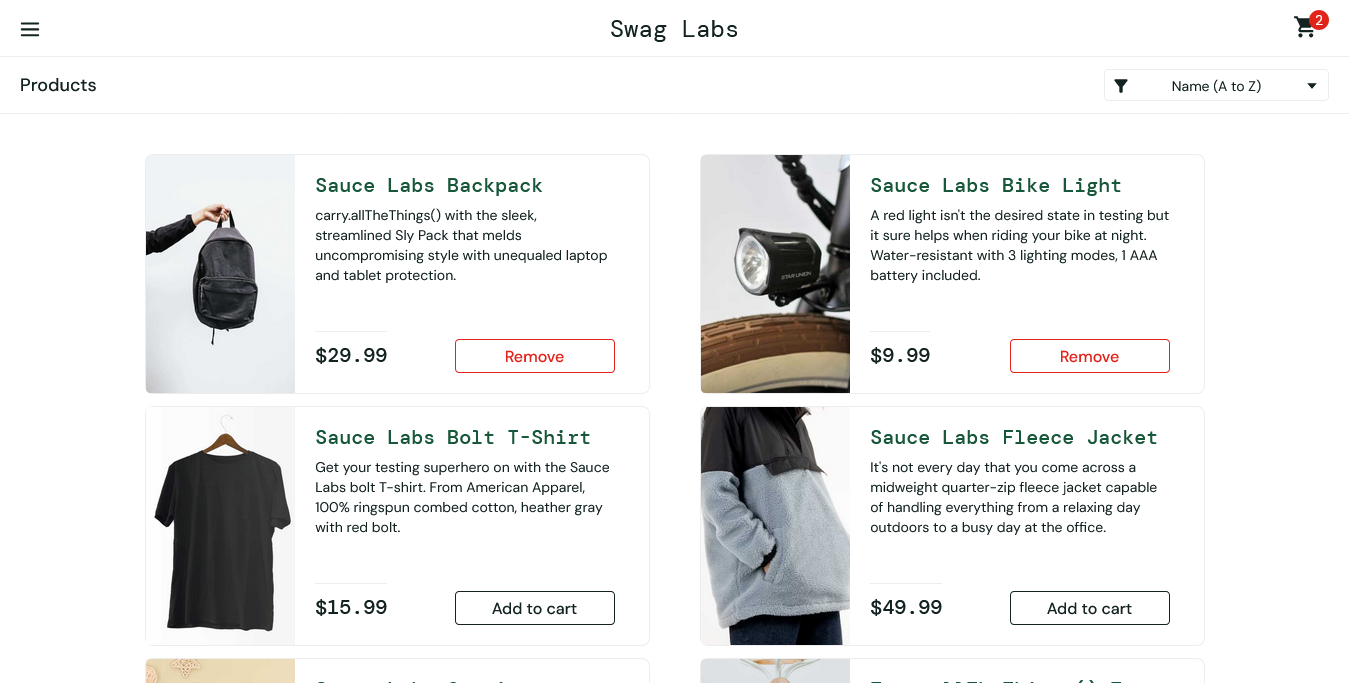 Swag Labs
2
Products
Name (A to Z)
Sauce Labs Backpack
carry.allTheThings() with the sleek,
streamlined Sly Pack that melds
uncompromising style with unequaled laptop
and tablet protection.
$29.99
Remove
Sauce Labs Bike Light
A red light isn't the desired state in testing but
it sure helps when riding your bike at night.
Water-resistant with 3 lighting modes, 1 AAA
battery included.
STAR UNION
$9.99
Remove
Sauce Labs Bolt T-Shirt
Get your testing superhero on with the Sauce
Labs bolt T-shirt. From American Apparel,
100% ringspun combed cotton, heather gray
with red bolt.
$15.99
Add to cart
Sauce Labs Fleece Jacket
It's not every day that you come across a
midweight quarter-zip fleece jacket capable
of handling everything from a relaxing day
outdoors to a busy day at the office.
$49.99
Add to cart